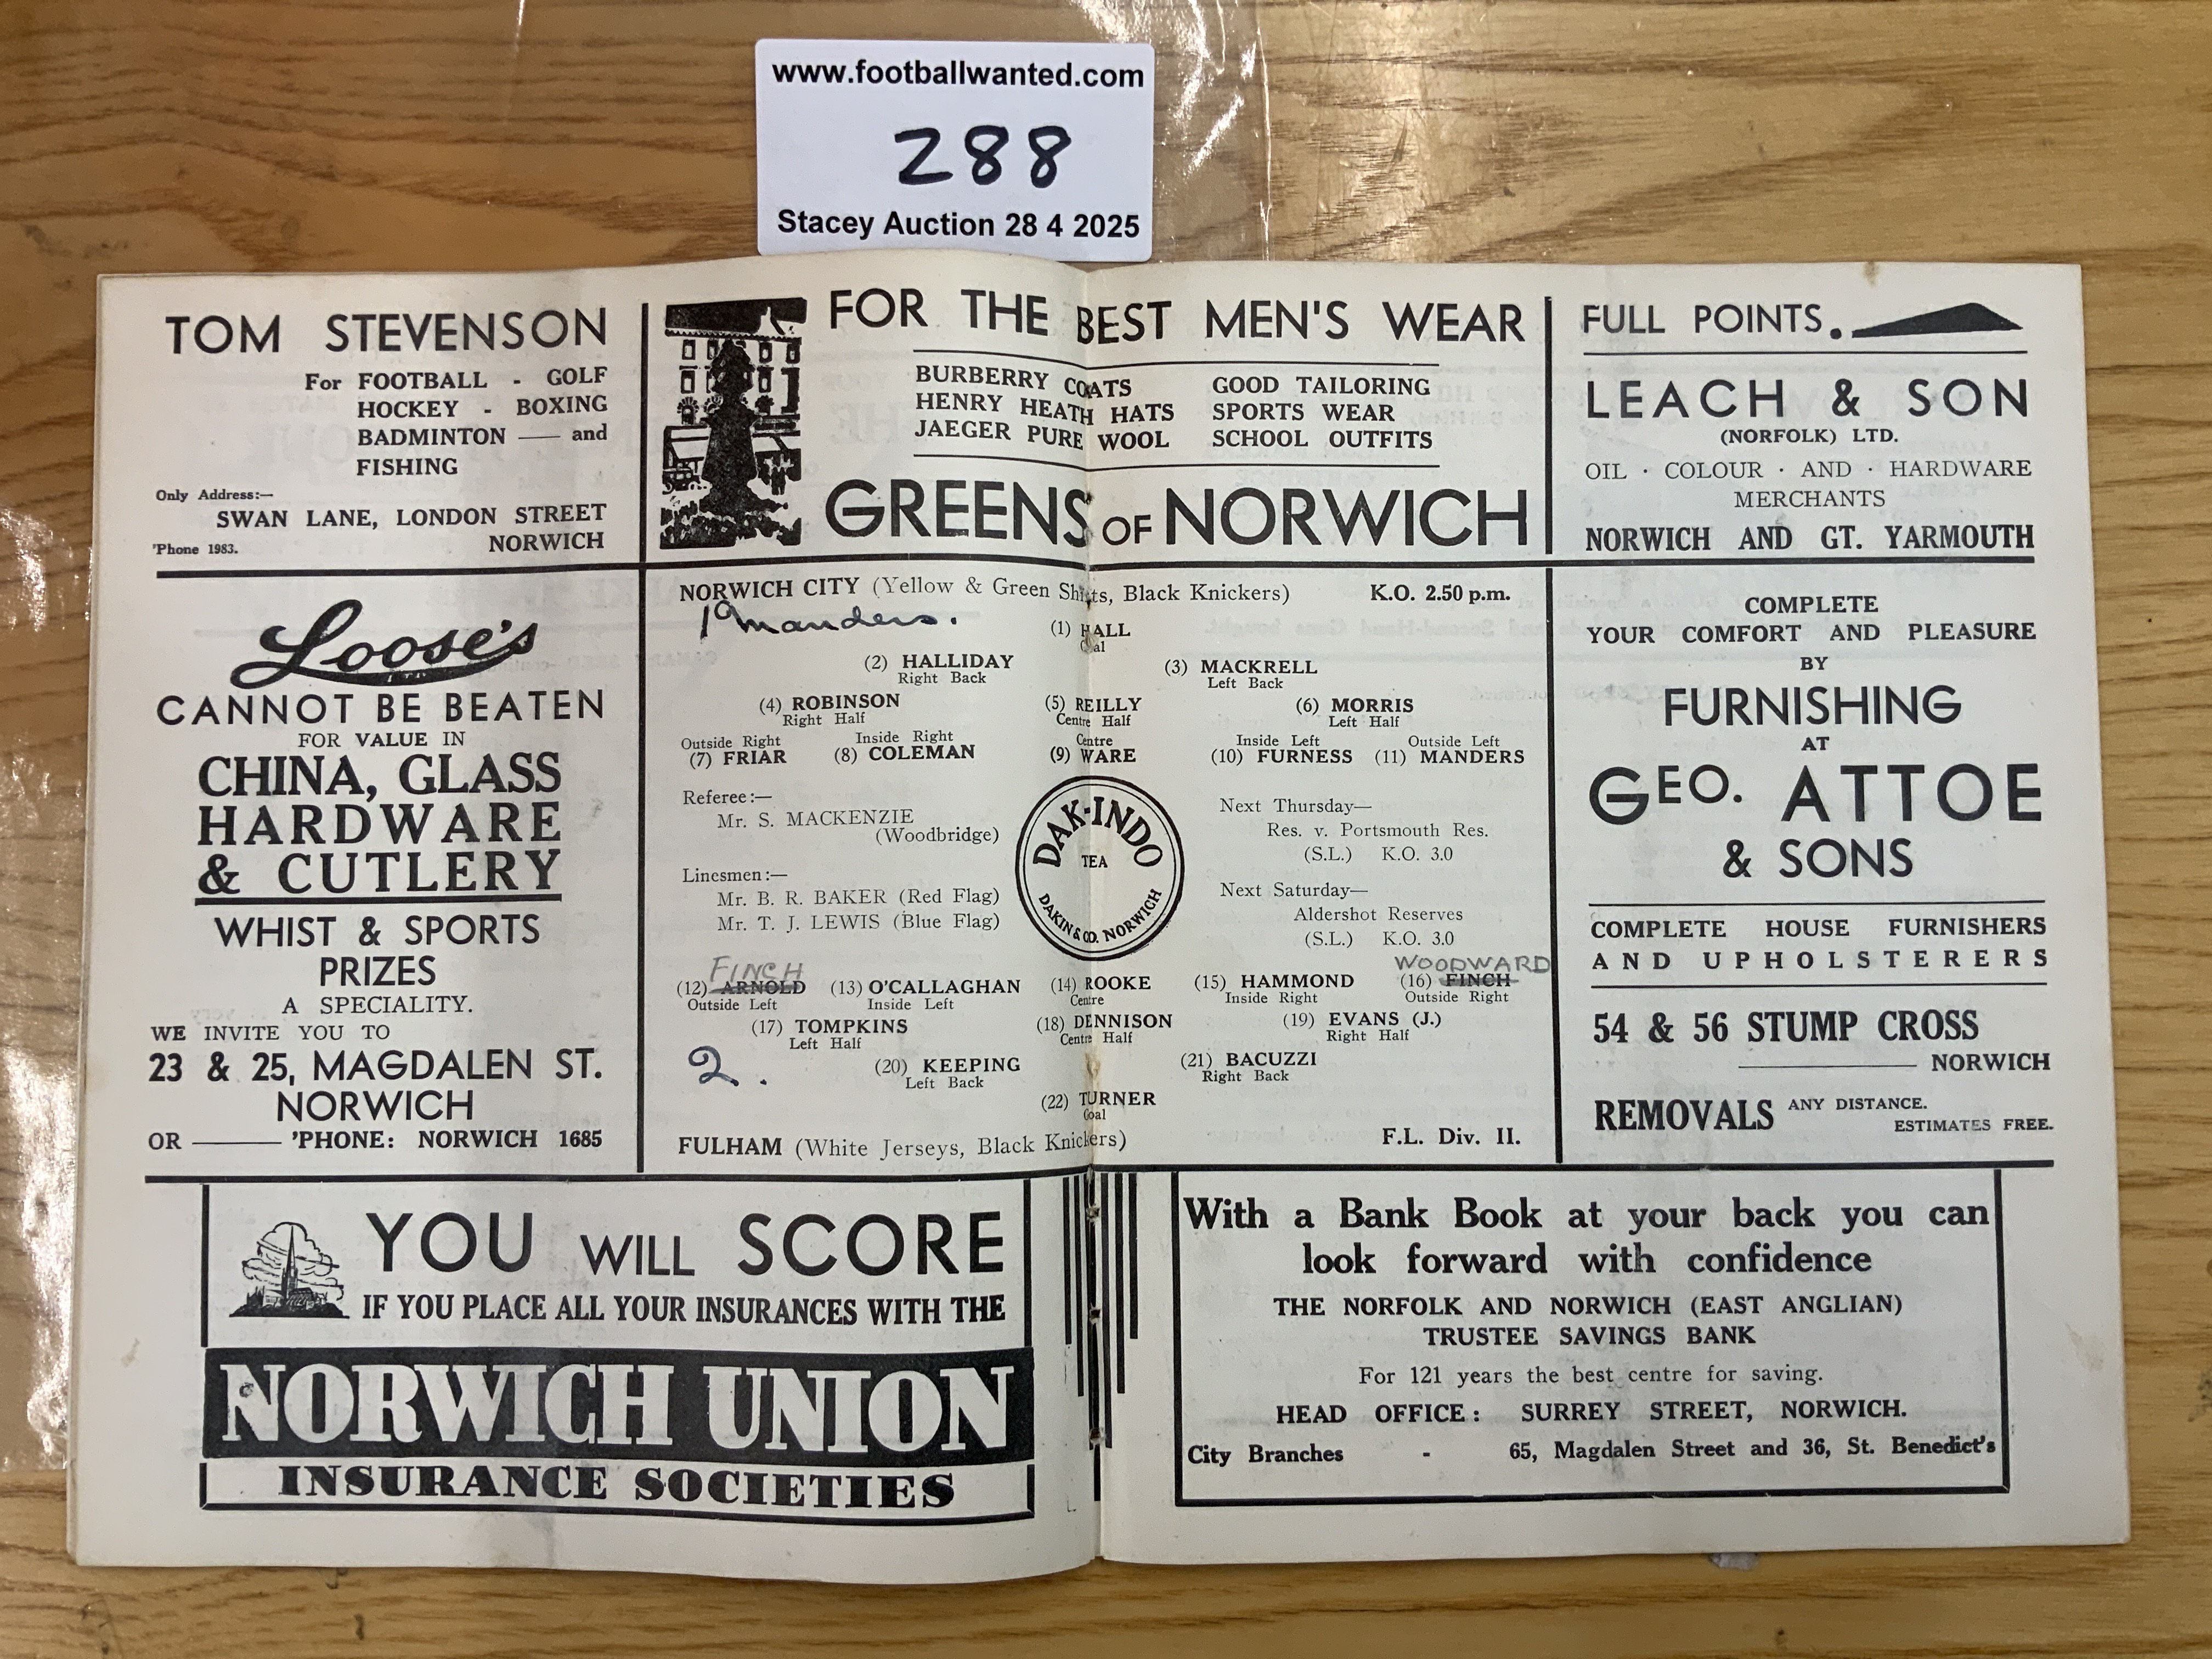 www.footballwanted.com
288
Stacey Auction 28 4 2025
TOM STEVENSON
For FOOTBALL - GOLF
HOCKEY - BOXING
BADMINTON — and
FISHING
Only Address:—
SWAN LANE, LONDON STREET
'Phone 1983. NORWICH
FOR THE BEST MEN'S WEAR
BURBERRY COATS GOOD TAILORING
HENRY HEATH HATS SPORTS WEAR
JAEGER PURE WOOL SCHOOL OUTFITS
GREENS OF NORWICH
FULL POINTS.
LEACH & SON
(NORFOLK) LTD.
OIL · COLOUR · AND · HARDWARE
MERCHANTS
NORWICH AND GT. YARMOUTH
Loose's
CANNOT BE BEATEN
FOR VALUE IN
CHINA, GLASS
HARDWARE
& CUTLERY
WHIST & SPORTS
PRIZES
A SPECIALITY.
WE INVITE YOU TO
23 & 25, MAGDALEN ST.
NORWICH
OR — 'PHONE: NORWICH 1685
NORWICH CITY (Yellow & Green Shirts, Black Knickers) K.O. 2.50 p.m.
1 Manders.
(1) HALL
Goal
(2) HALLIDAY (3) MACKRELL
Right Back Left Back
(4) ROBINSON (5) REILLY (6) MORRIS
Right Half Centre Half Left Half
Outside Right Inside Right Centre Inside Left Outside Left
(7) FRIAR (8) COLEMAN (9) WARE (10) FURNESS (11) MANDERS
Referee:—
Mr. S. MACKENZIE
(Woodbridge)
Linesmen:—
Mr. B. R. BAKER (Red Flag)
Mr. T. J. LEWIS (Blue Flag)
DAK-INDO
TEA
DAKIN & CO. NORWICH
Next Thursday—
Res. v. Portsmouth Res.
(S.L.) K.O. 3.0
Next Saturday—
Aldershot Reserves
(S.L.) K.O. 3.0
FINCH WOODWARD
(12) ARNOLD (13) O'CALLAGHAN (14) ROOKE (15) HAMMOND (16) FINCH
Outside Left Inside Left Centre Inside Right Outside Right
(17) TOMPKINS (18) DENNISON (19) EVANS (J.)
Left Half Centre Half Right Half
2.
(20) KEEPING (21) BACUZZI
Left Back Right Back
(22) TURNER
Goal
FULHAM (White Jerseys, Black Knickers) F.L. Div. II.
COMPLETE
YOUR COMFORT AND PLEASURE
BY
FURNISHING
AT
GEO. ATTOE
& SONS
COMPLETE HOUSE FURNISHERS
AND UPHOLSTERERS
54 & 56 STUMP CROSS
NORWICH
REMOVALS ANY DISTANCE.
ESTIMATES FREE.
YOU WILL SCORE
IF YOU PLACE ALL YOUR INSURANCES WITH THE
NORWICH UNION
INSURANCE SOCIETIES
With a Bank Book at your back you can
look forward with confidence
THE NORFOLK AND NORWICH (EAST ANGLIAN)
TRUSTEE SAVINGS BANK
For 121 years the best centre for saving.
HEAD OFFICE: SURREY STREET, NORWICH.
City Branches - 65, Magdalen Street and 36, St. Benedict's